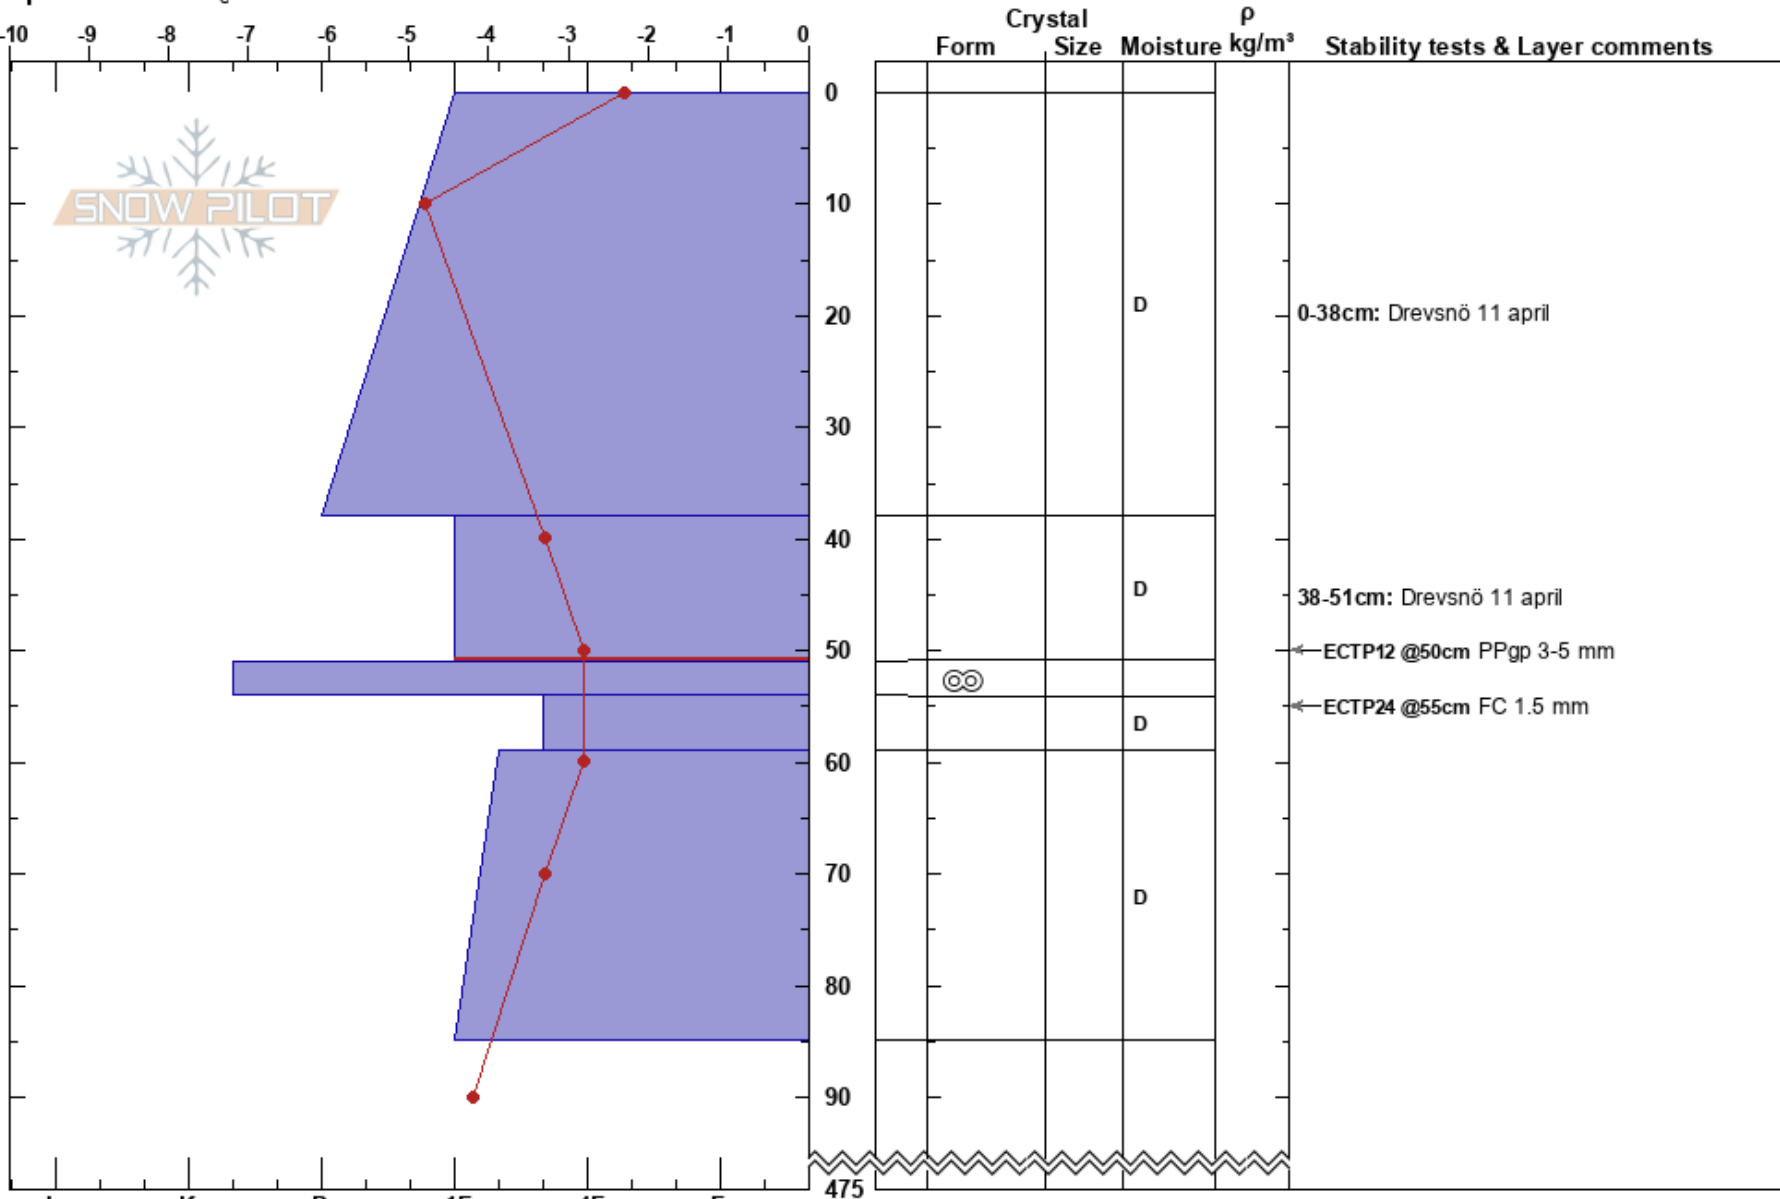 Crystal ρ
-10 -9 -8 -7 -6 -5 -4 -3 -2 -1 0
Form Size Moisture kg/m³ Stability tests & Layer comments
0
SNOW PILOT
10
D
20 0-38cm: Drevsnö 11 april
30
40
D
38-51cm: Drevsnö 11 april
50 ECTP12 @50cm PPgp 3-5 mm
ECTP24 @55cm FC 1.5 mm
D
60
70
D
80
90
475